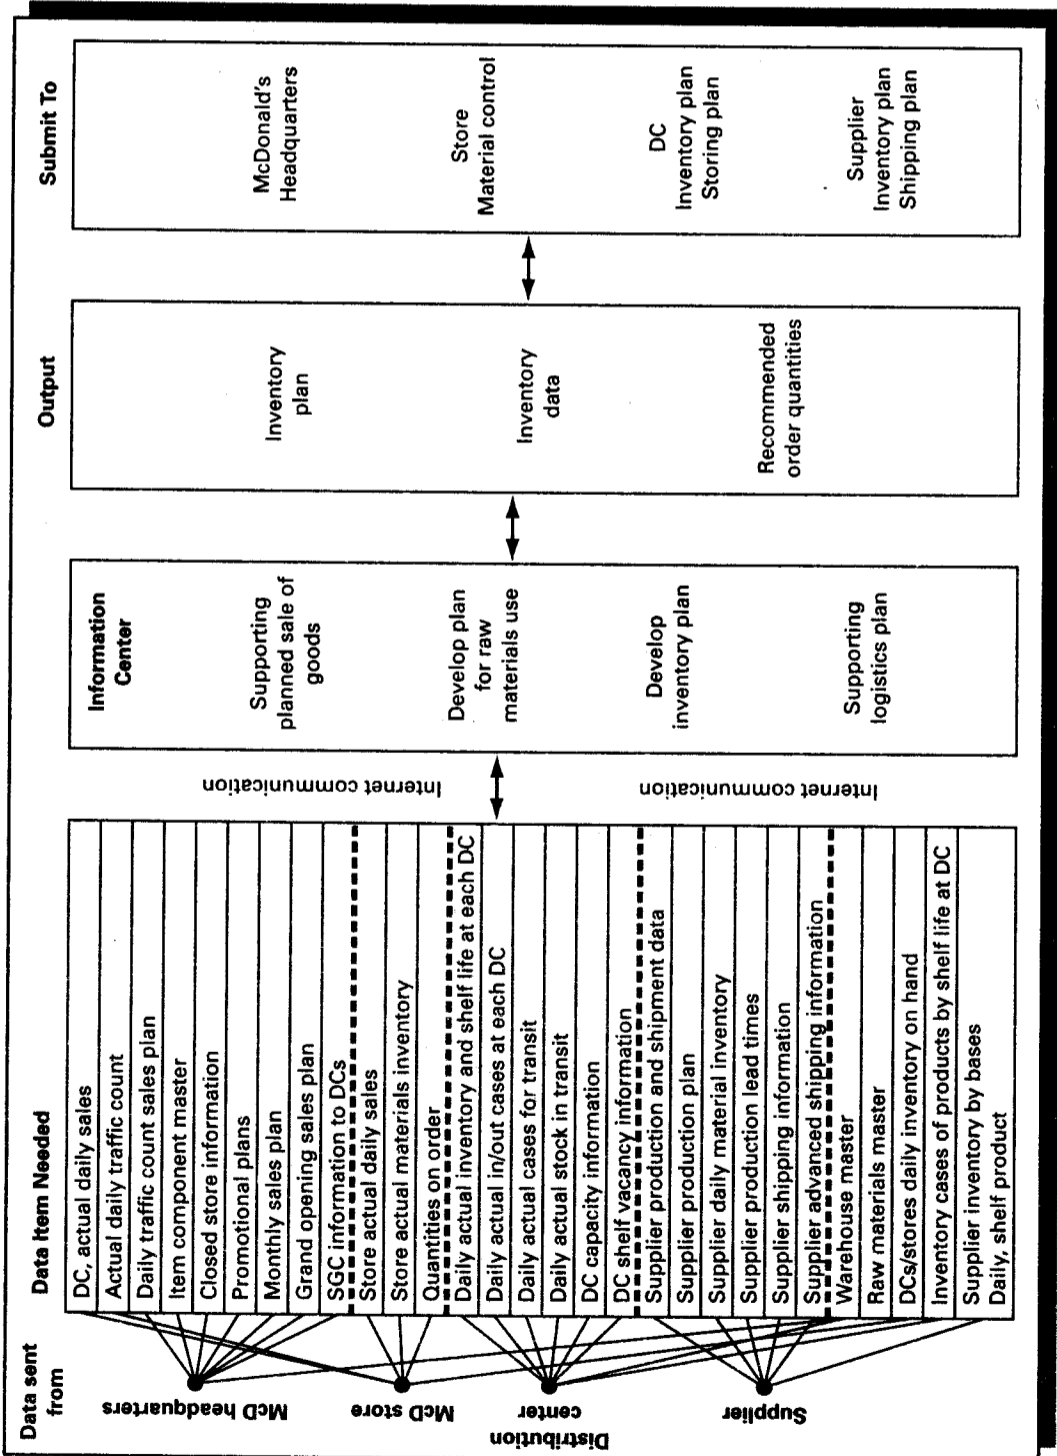 Data sent
from
McD headquarters
McD store
Distribution
center
Supplier
Data Item Needed
DC, actual daily sales
Actual daily traffic count
Daily traffic count sales plan
Item component master
Closed store information
Promotional plans
Monthly sales plan
Grand opening sales plan
SGC information to DCs
Store actual daily sales
Store actual materials inventory
Quantities on order
Daily actual inventory and shelf life at each DC
Daily actual in/out cases at each DC
Daily actual cases for transit
Daily actual stock in transit
DC capacity information
DC shelf vacancy information
Supplier production and shipment data
Supplier production plan
Supplier daily material inventory
Supplier production lead times
Supplier shipping information
Supplier advanced shipping information
Warehouse master
Raw materials master
DCs/stores daily inventory on hand
Inventory cases of products by shelf life at DC
Supplier inventory by bases
Daily, shelf product
Internet communication
Internet communication
Information
Center
Supporting
planned sale of
goods
Develop plan
for raw
materials use
Develop
inventory plan
Supporting
logistics plan
Output
Inventory
plan
Inventory
data
Recommended
order quantities
Submit To
McDonald's
Headquarters
Store
Material control
DC
Inventory plan
Storing plan
Supplier
Inventory plan
Shipping plan